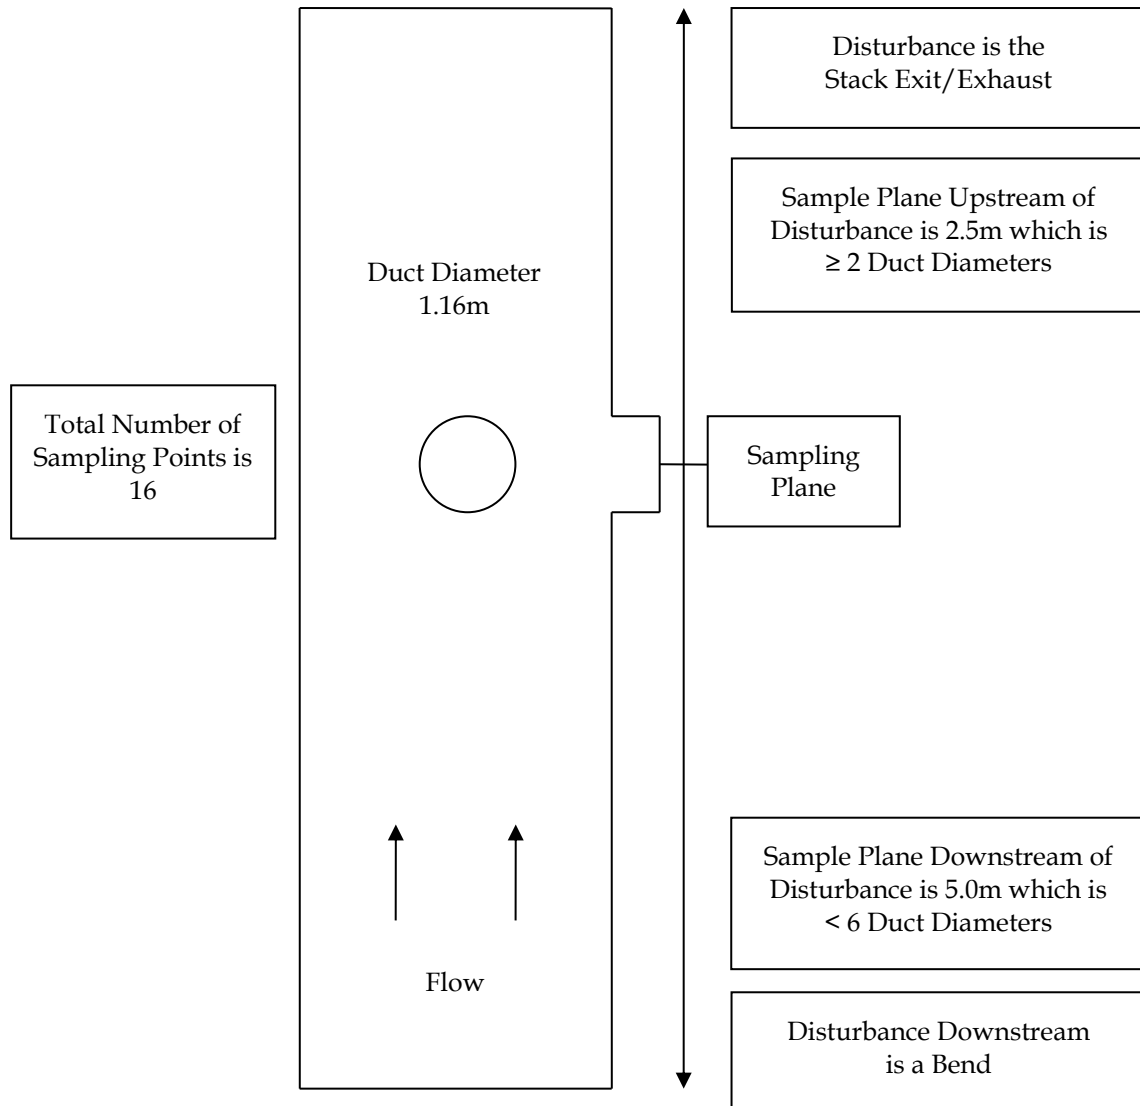 Disturbance is the
Stack Exit/Exhaust
Sample Plane Upstream of
Disturbance is 2.5m which is
≥ 2 Duct Diameters
Duct Diameter
1.16m
Total Number of
Sampling Points is
16
Sampling
Plane
Sample Plane Downstream of
Disturbance is 5.0m which is
< 6 Duct Diameters
Flow
Disturbance Downstream
is a Bend